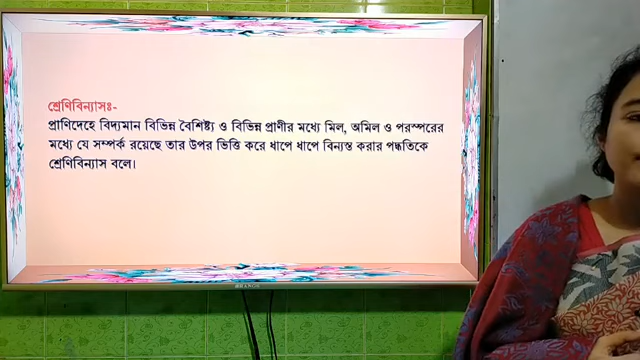 শ্রেণিবিন্যাসঃ-
প্রাণিদেহে বিদ্যমান বিভিন্ন বৈশিষ্ট্য ও বিভিন্ন প্রাণীর মধ্যে মিল, অমিল ও পরস্পরের
মধ্যে যে সম্পর্ক রয়েছে তার উপর ভিত্তি করে ধাপে ধাপে বিন্যস্ত করার পদ্ধতিকে
শ্রেণিবিন্যাস বলে।